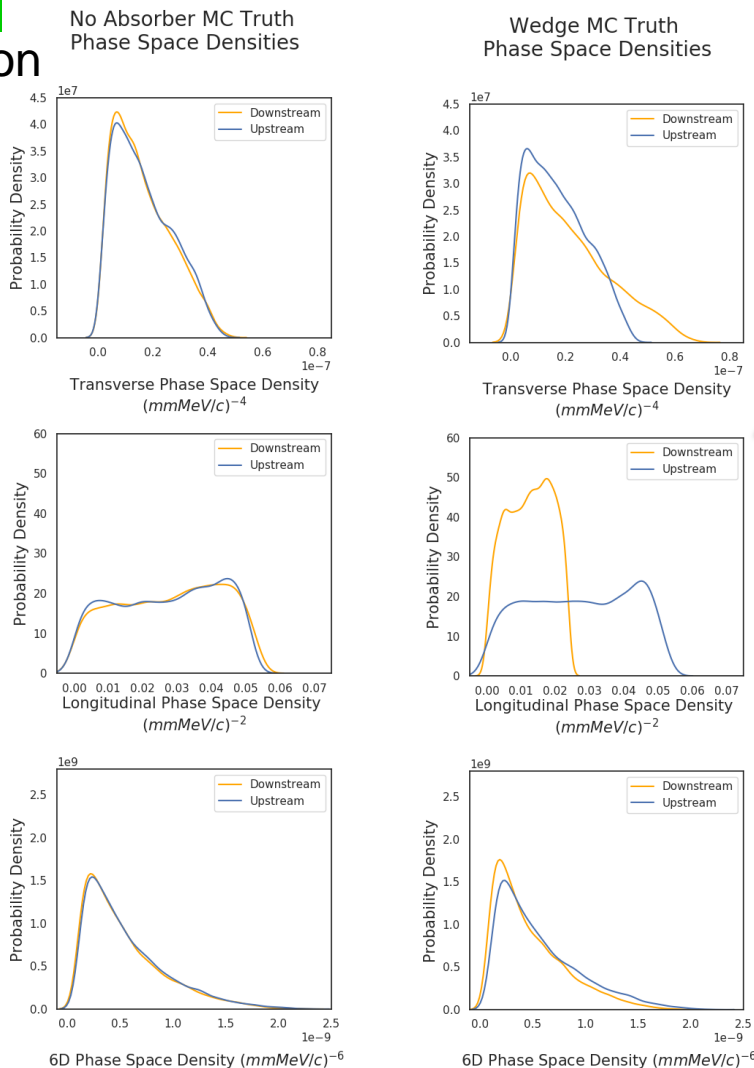 on
No Absorber MC Truth
Phase Space Densities
1e7
4.5
4.0
3.5
3.0
2.5
2.0
1.5
1.0
0.5
0.0
Probability Density
Downstream
Upstream
0.0 0.2 0.4 0.6 0.8
1e−7
Transverse Phase Space Density
(mmMeV/c)⁻⁴
Wedge MC Truth
Phase Space Densities
1e7
4.5
4.0
3.5
3.0
2.5
2.0
1.5
1.0
0.5
0.0
Probability Density
Downstream
Upstream
0.0 0.2 0.4 0.6 0.8
1e−7
Transverse Phase Space Density
(mmMeV/c)⁻⁴
60
50
40
30
20
10
0
Probability Density
Downstream
Upstream
0.00 0.01 0.02 0.03 0.04 0.05 0.06 0.07
Longitudinal Phase Space Density
(mmMeV/c)⁻²
60
50
40
30
20
10
0
Probability Density
Downstream
Upstream
0.00 0.01 0.02 0.03 0.04 0.05 0.06 0.07
Longitudinal Phase Space Density
(mmMeV/c)⁻²
1e9
2.5
2.0
1.5
1.0
0.5
0.0
Probability Density
Downstream
Upstream
0.0 0.5 1.0 1.5 2.0 2.5
1e−9
6D Phase Space Density (mmMeV/c)⁻⁶
1e9
2.5
2.0
1.5
1.0
0.5
0.0
Probability Density
Downstream
Upstream
0.0 0.5 1.0 1.5 2.0 2.5
1e−9
6D Phase Space Density (mmMeV/c)⁻⁶